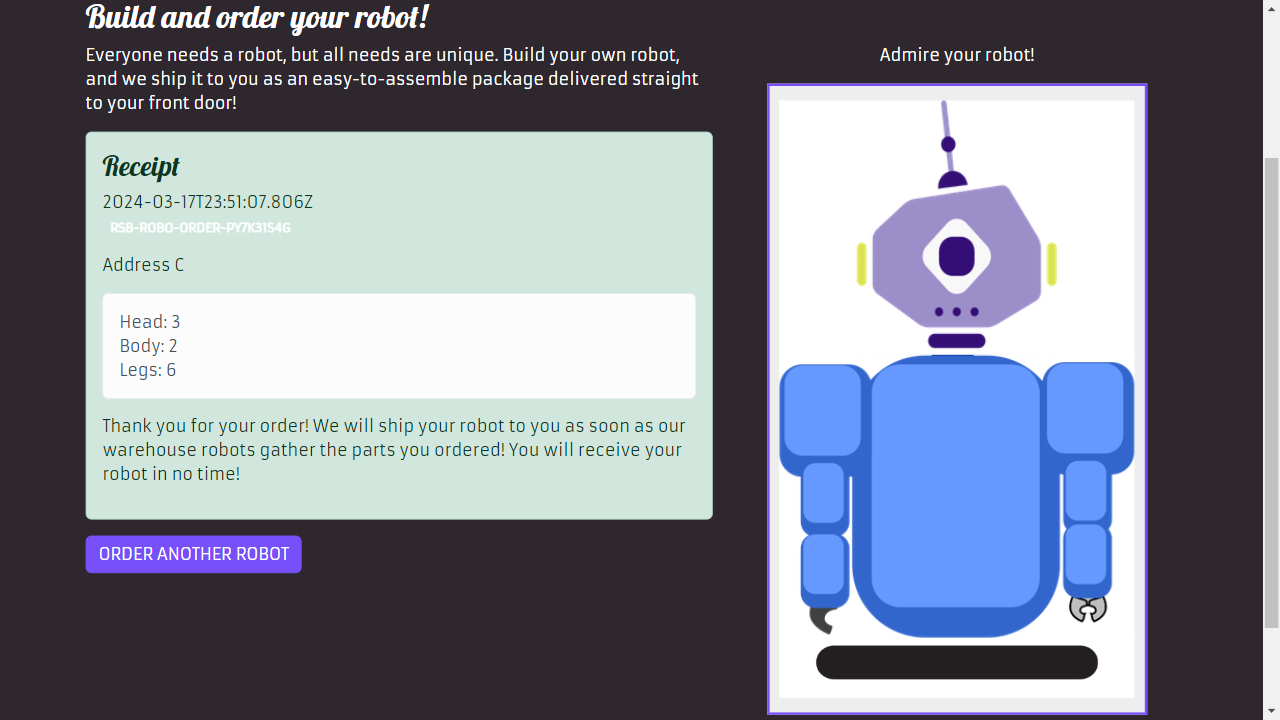 Build and order your robot!
Everyone needs a robot, but all needs are unique. Build your own robot,
and we ship it to you as an easy-to-assemble package delivered straight
to your front door!
Receipt
2024-03-17T23:51:07.806Z
RSB-ROBO-ORDER-PY7K31S4G
Address C
Head: 3
Body: 2
Legs: 6
Thank you for your order! We will ship your robot to you as soon as our
warehouse robots gather the parts you ordered! You will receive your
robot in no time!
ORDER ANOTHER ROBOT
Admire your robot!